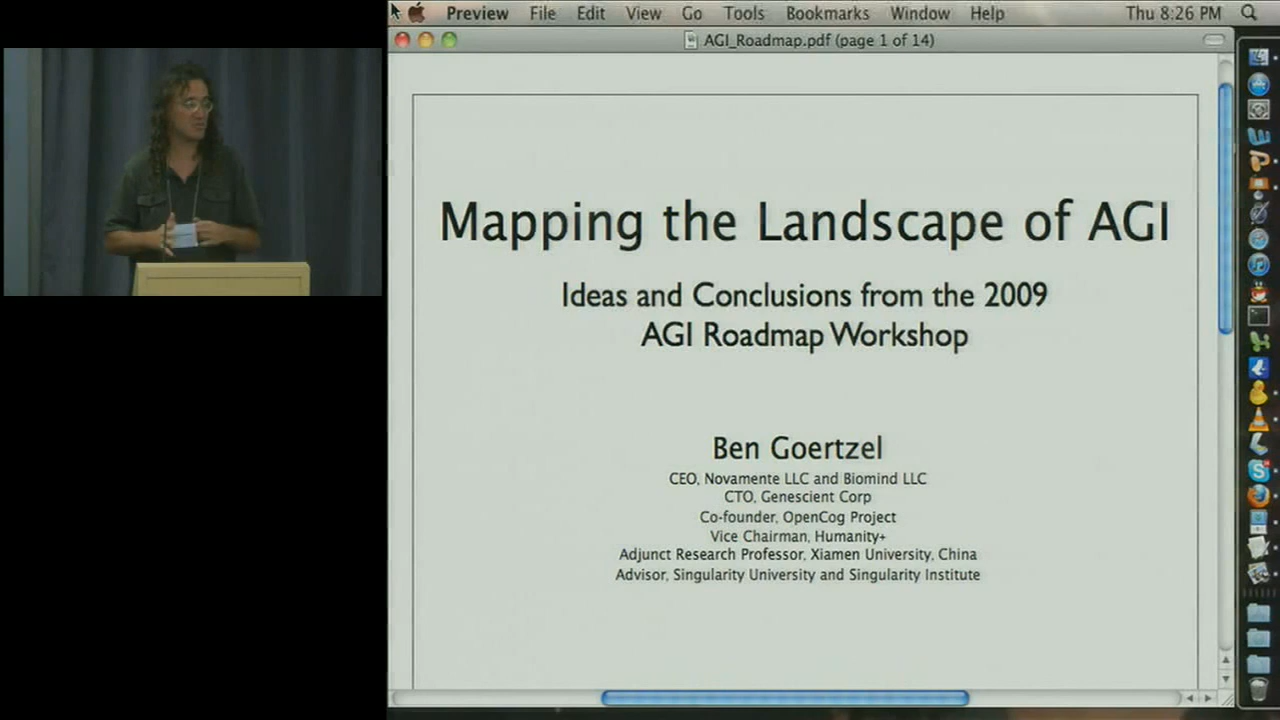 Preview File Edit View Go Tools Bookmarks Window Help Thu 8:26 PM
AGI_Roadmap.pdf (page 1 of 14)
Mapping the Landscape of AGI
Ideas and Conclusions from the 2009
AGI Roadmap Workshop
Ben Goertzel
CEO, Novamente LLC and Biomind LLC
CTO, Genescient Corp
Co-founder, OpenCog Project
Vice Chairman, Humanity+
Adjunct Research Professor, Xiamen University, China
Advisor, Singularity University and Singularity Institute